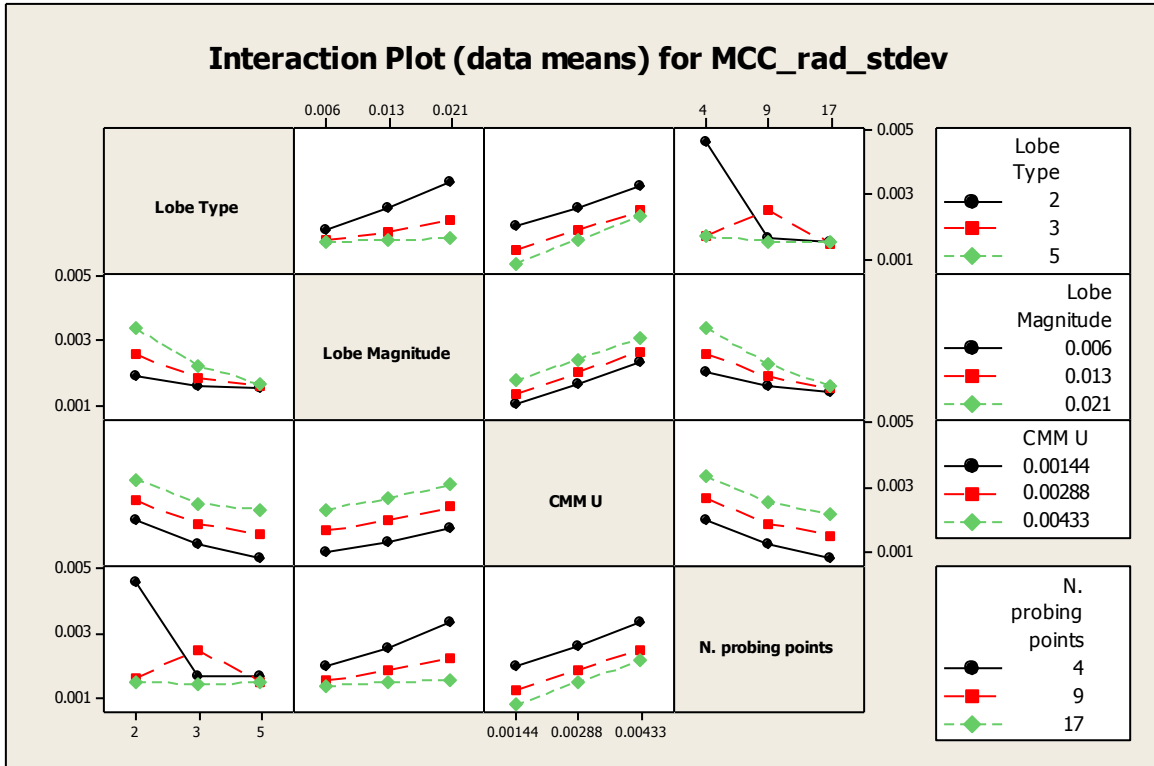 Interaction Plot (data means) for MCC_rad_stdev
0.006 0.013 0.021 4 9 17
Lobe Type
0.005
0.003
0.001
Lobe
Type
2
3
5
0.005
0.003
0.001
Lobe Magnitude
Lobe
Magnitude
0.006
0.013
0.021
CMM U
0.005
0.003
0.001
CMM U
0.00144
0.00288
0.00433
0.005
0.003
0.001
N. probing points
N.
probing
points
4
9
17
2 3 5 0.00144 0.00288 0.00433